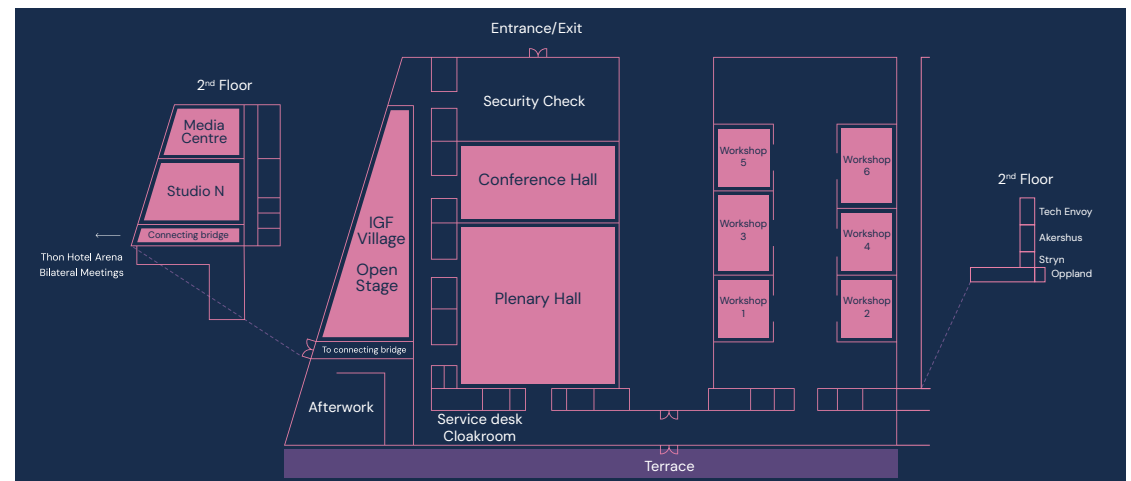 Entrance/Exit
2nd Floor
Security Check
Media
Centre
Studio N
Connecting bridge
Thon Hotel Arena
Bilateral Meetings
IGF
Village
Open
Stage
To connecting bridge
Afterwork
Conference Hall
Plenary Hall
Service desk
Cloakroom
Workshop
5
Workshop
3
Workshop
1
Workshop
6
Workshop
4
Workshop
2
2nd Floor
Tech Envoy
Akershus
Stryn
Oppland
Terrace